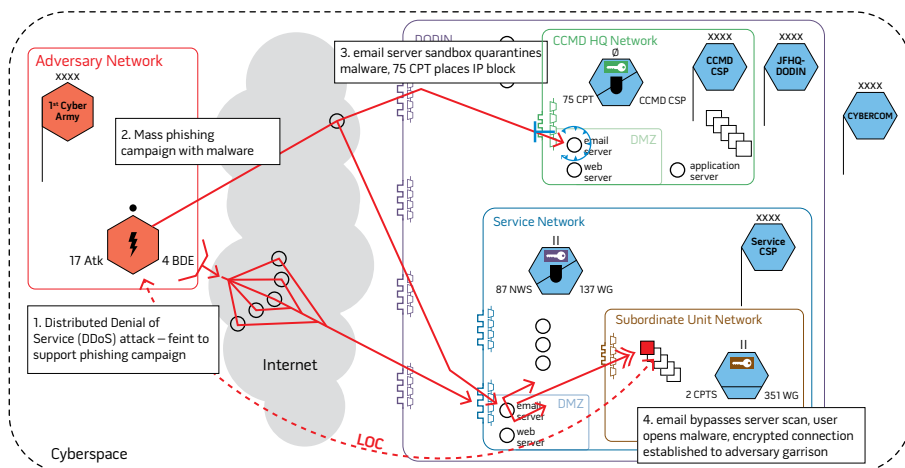 DODIN
CCMD HQ Network
Ø
75 CPT
CCMD CSP
XXXX
CCMD
CSP
XXXX
JFHQ-
DODIN
XXXX
CYBERCOM
Adversary Network
XXXX
1st Cyber
Army
3. email server sandbox quarantines
malware, 75 CPT places IP block
2. Mass phishing
campaign with malware
DMZ
email
server
web
server
application
server
17 Atk
4 BDE
1. Distributed Denial of
Service (DDoS) attack – feint to
support phishing campaign
Internet
Service Network
II
87 NWS
137 WG
XXXX
Service
CSP
Subordinate Unit Network
II
2 CPTS
351 WG
DMZ
email
server
web
server
LOC
4. email bypasses server scan, user
opens malware, encrypted connection
established to adversary garrison
Cyberspace